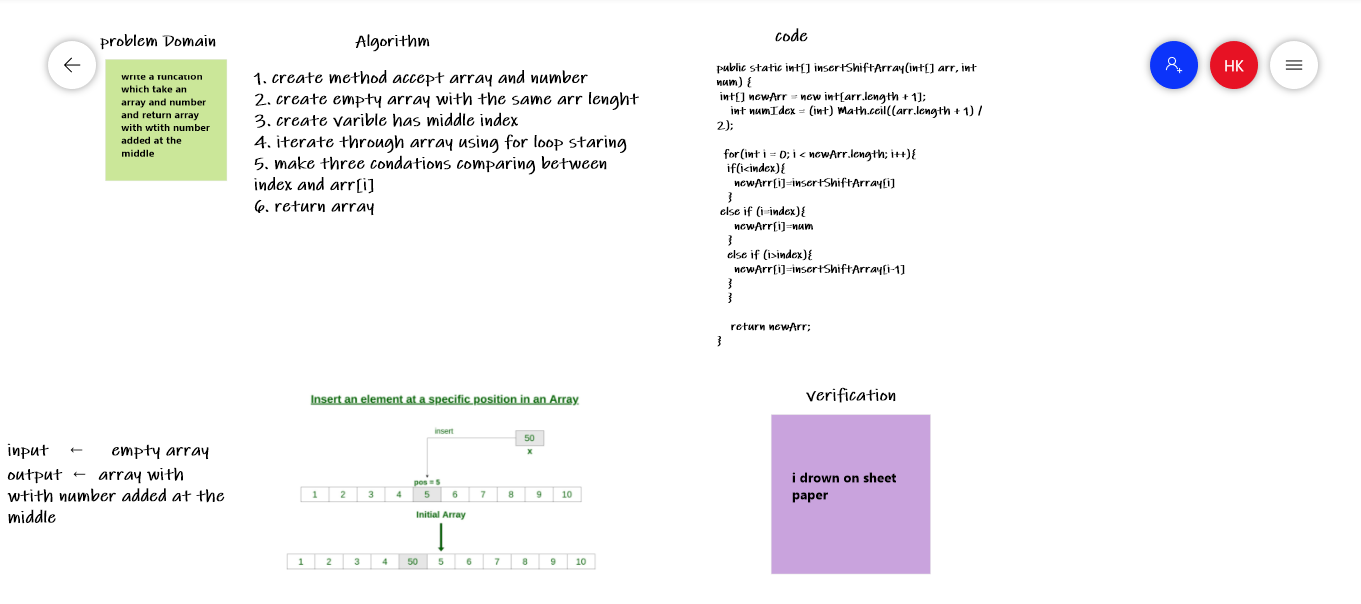 problem Domain
write a funcation
which take an
array and number
and return array
with wtith number
added at the
middle
Algorithm
1. create method accept array and number
2. create empty array with the same arr lenght
3. create varible has middle index
4. iterate through array using for loop staring
5. make three condations comparing between
index and arr[i]
6. return array
code
public static int[] insertShiftArray(int[] arr, int
num) {
int[] newArr = new int[arr.length + 1];
int numIdex = (int) Math.ceil((arr.length + 1) /
2);
for(int i = 0; i < newArr.length; i++){
if(i<index){
newArr[i]=insertShiftArray[i]
}
else if (i=index){
newArr[i]=num
}
else if (i>index){
newArr[i]=insertShiftArray[i-1]
}
}
return newArr;
}
HK
input ← empty array
output ← array with
wtith number added at the
middle
Insert an element at a specific position in an Array
insert
50
x
pos = 5
1 2 3 4 5 6 7 8 9 10
Initial Array
1 2 3 4 50 5 6 7 8 9 10
verification
i drown on sheet
paper